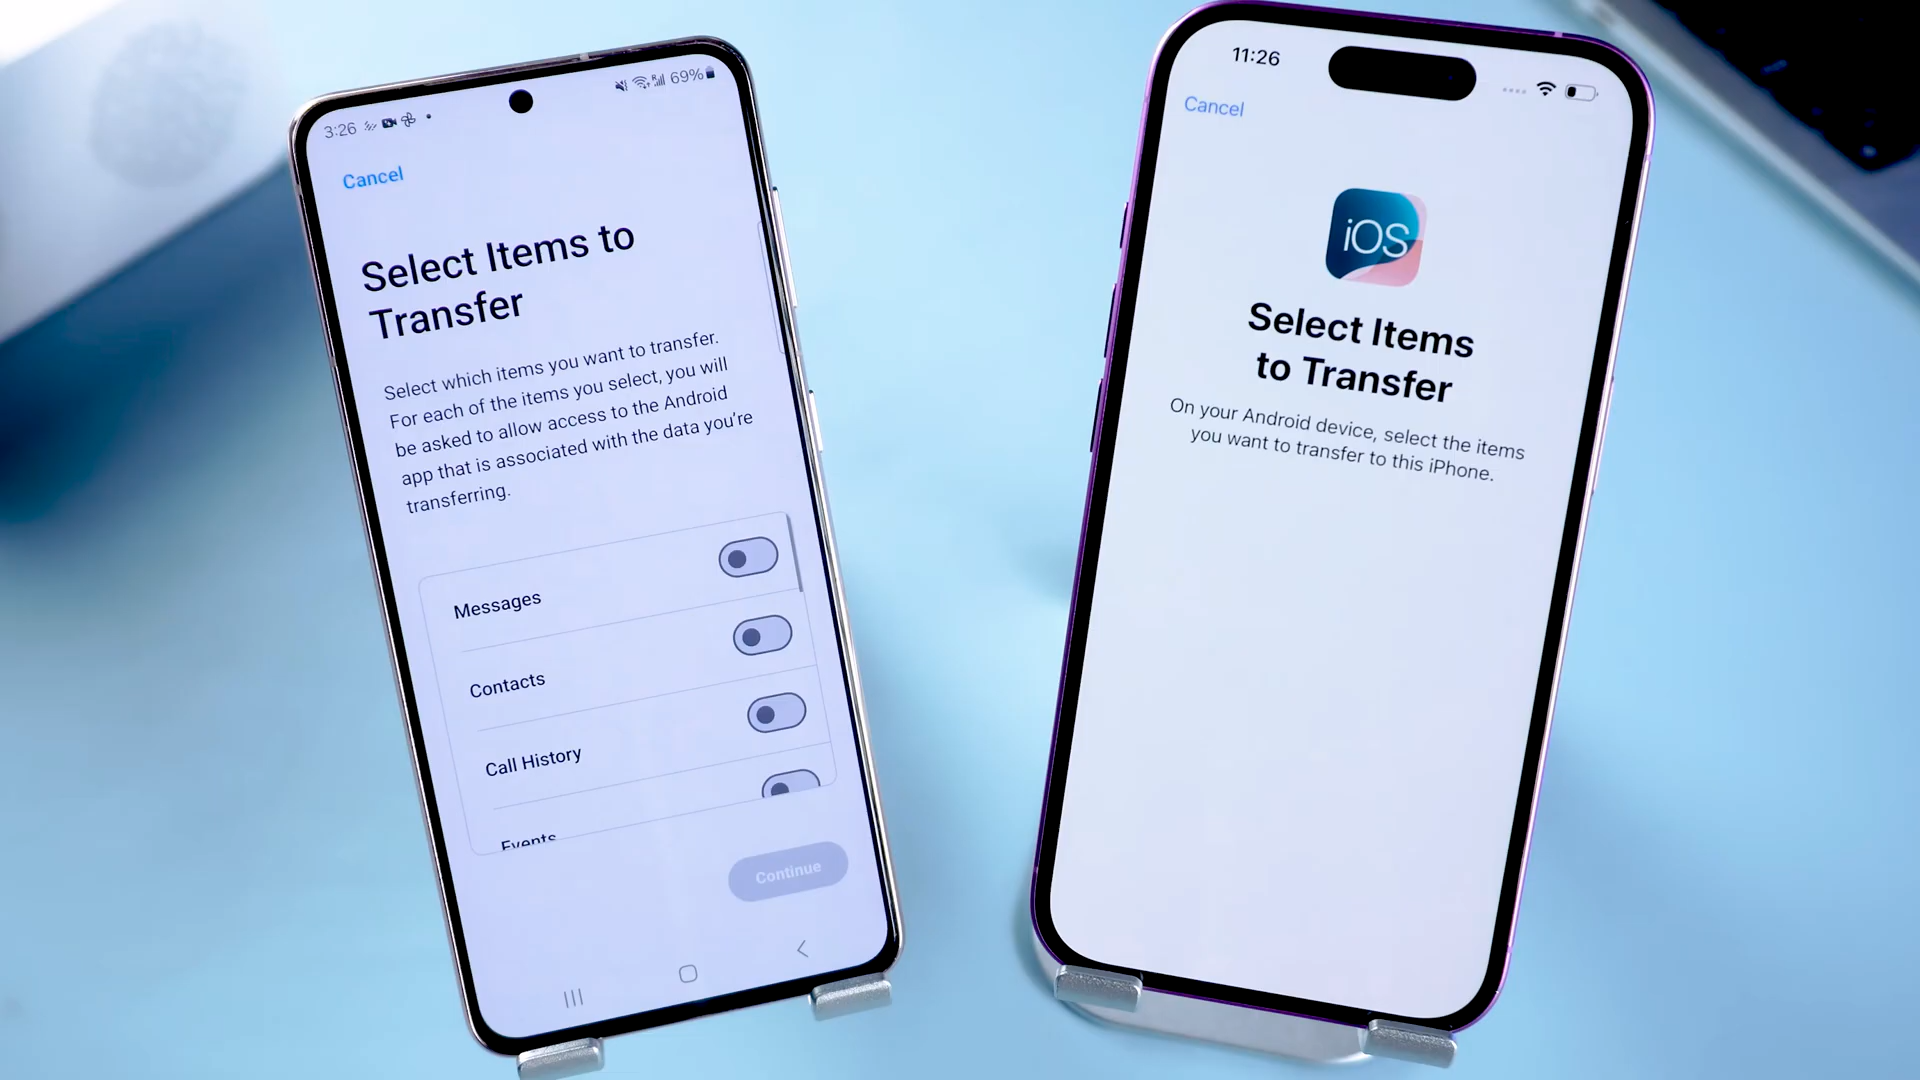 3:26
69%
Cancel
Select Items to
Transfer
Select which items you want to transfer.
For each of the items you select, you will
be asked to allow access to the Android
app that is associated with the data you’re
transferring.
Messages
Contacts
Call History
Events
Continue
11:26
Cancel
iOS
Select Items
to Transfer
On your Android device, select the items
you want to transfer to this iPhone.